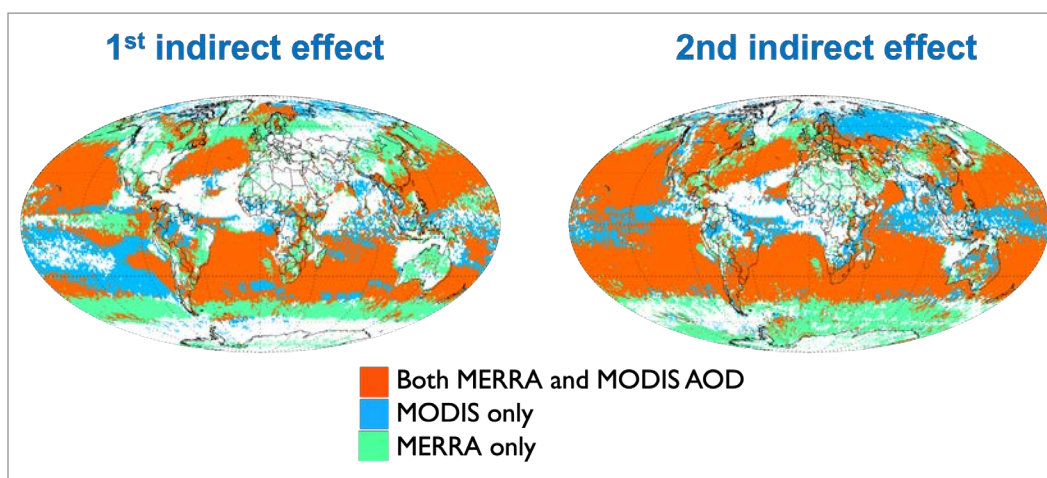 1st indirect effect
2nd indirect effect
Both MERRA and MODIS AOD
MODIS only
MERRA only